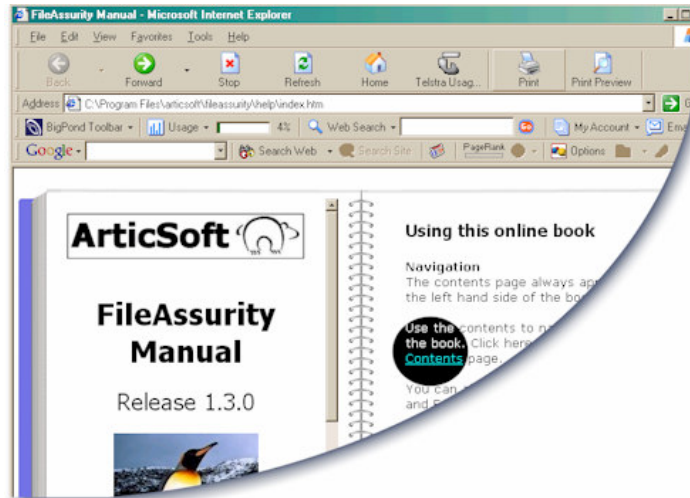 FileAssurity Manual - Microsoft Internet Explorer
File Edit View Favorites Tools Help
Back Forward Stop Refresh Home Telstra Usag... Print Print Preview
Address C:\Program Files\articsoft\fileassurity\help\index.htm
BigPond Toolbar Usage 4% Web Search My Account
Google Search Web Search Site PageRank Options
ArticSoft
FileAssurity
Manual
Release 1.3.0
Using this online book
Navigation
The contents page always
the left hand side of the
Use the contents to
the book. Click here
Contents page.
You can
and